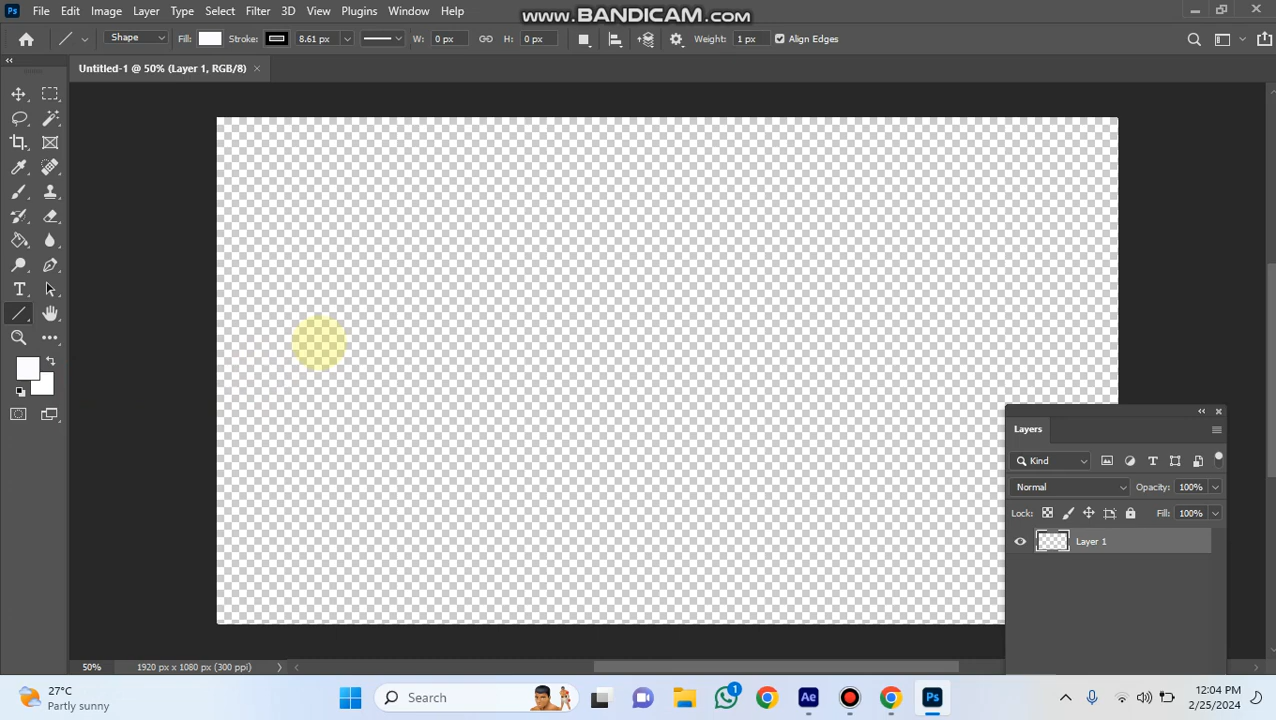 Ps File Edit Image Layer Type Select Filter 3D View Plugins Window Help
www.BANDICAM.com
Shape Fill: Stroke: 8.61 px W: 0 px H: 0 px Weight: 1 px Align Edges
Untitled-1 @ 50% (Layer 1, RGB/8)
Layers
Kind
Normal Opacity: 100%
Lock: Fill: 100%
Layer 1
50% 1920 px x 1080 px (300 ppi)
27°C
Partly sunny
Search
1
Ae
Ps
12:04 PM
2/25/2024